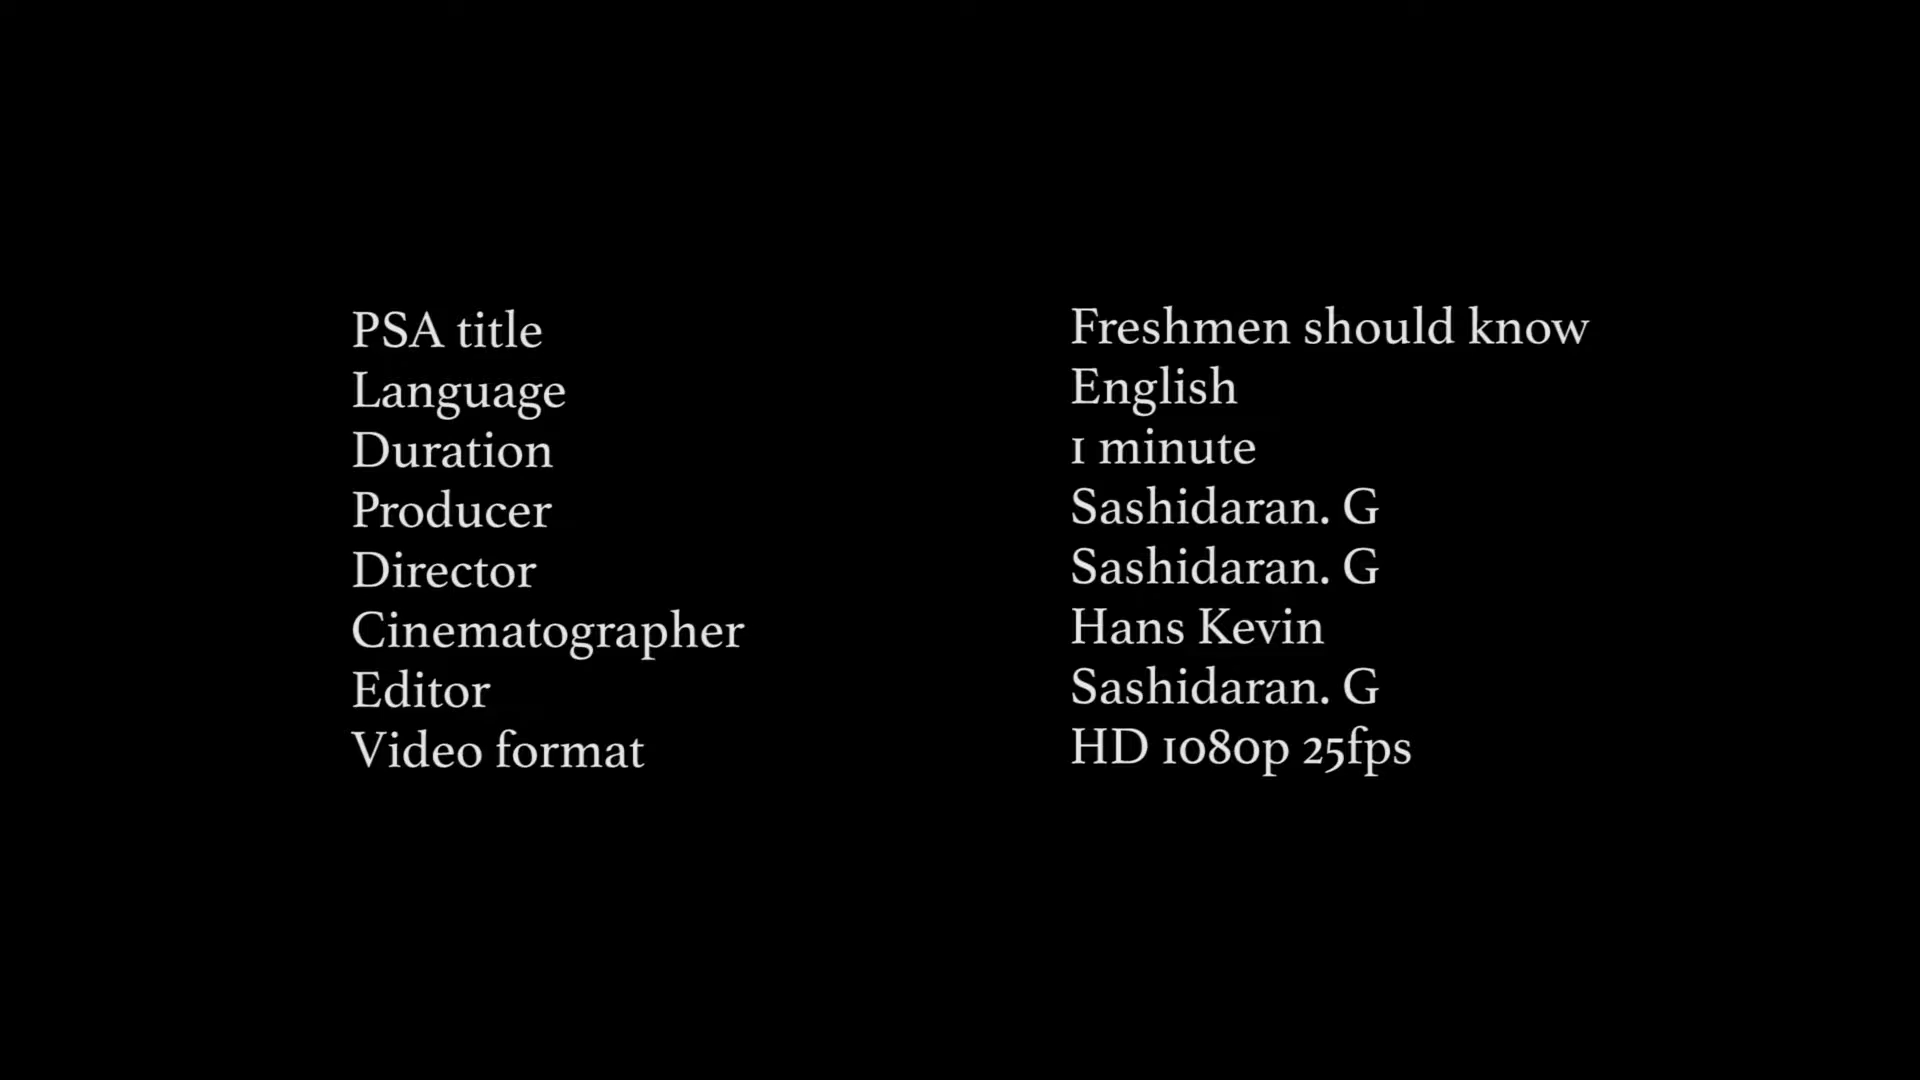 PSA title Freshmen should know
Language English
Duration 1 minute
Producer Sashidaran. G
Director Sashidaran. G
Cinematographer Hans Kevin
Editor Sashidaran. G
Video format HD 1080p 25fps